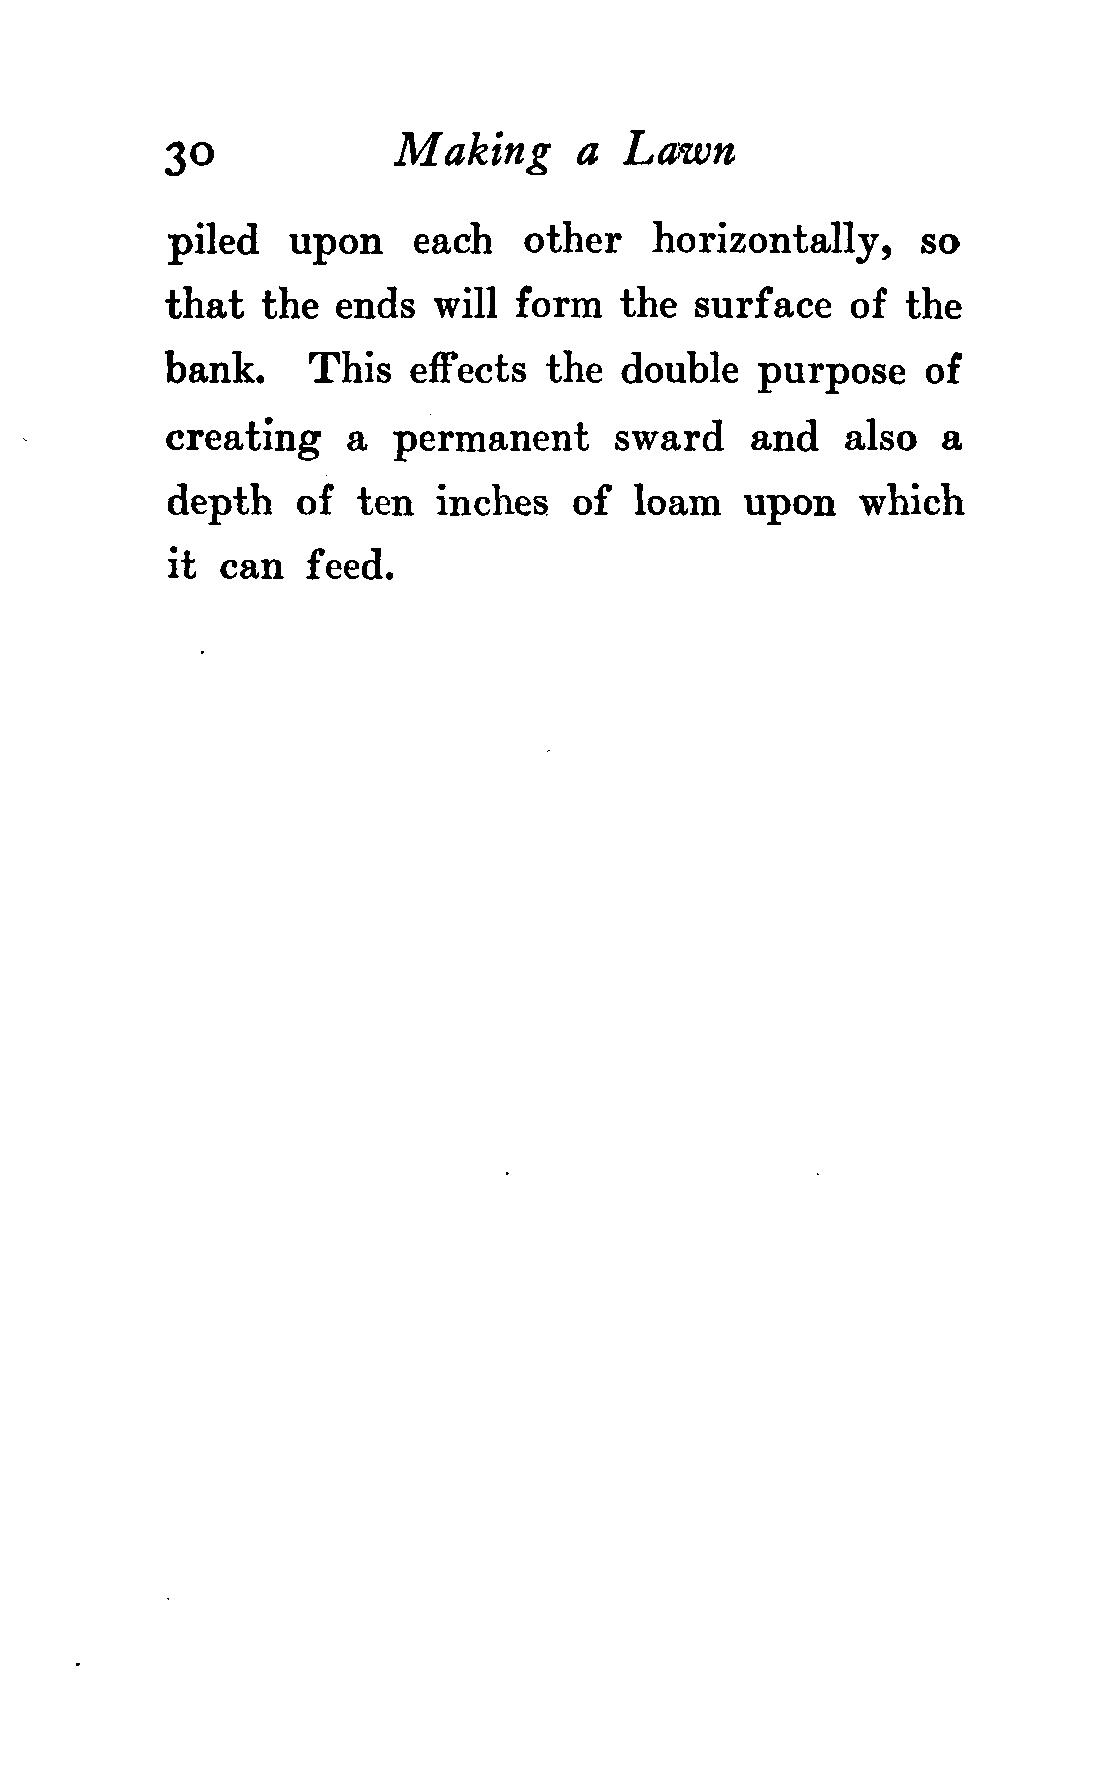 30 Making a Lawn
piled upon each other horizontally, so
that the ends will form the surface of the
bank. This effects the double purpose of
creating a permanent sward and also a
depth of ten inches of loam upon which
it can feed.